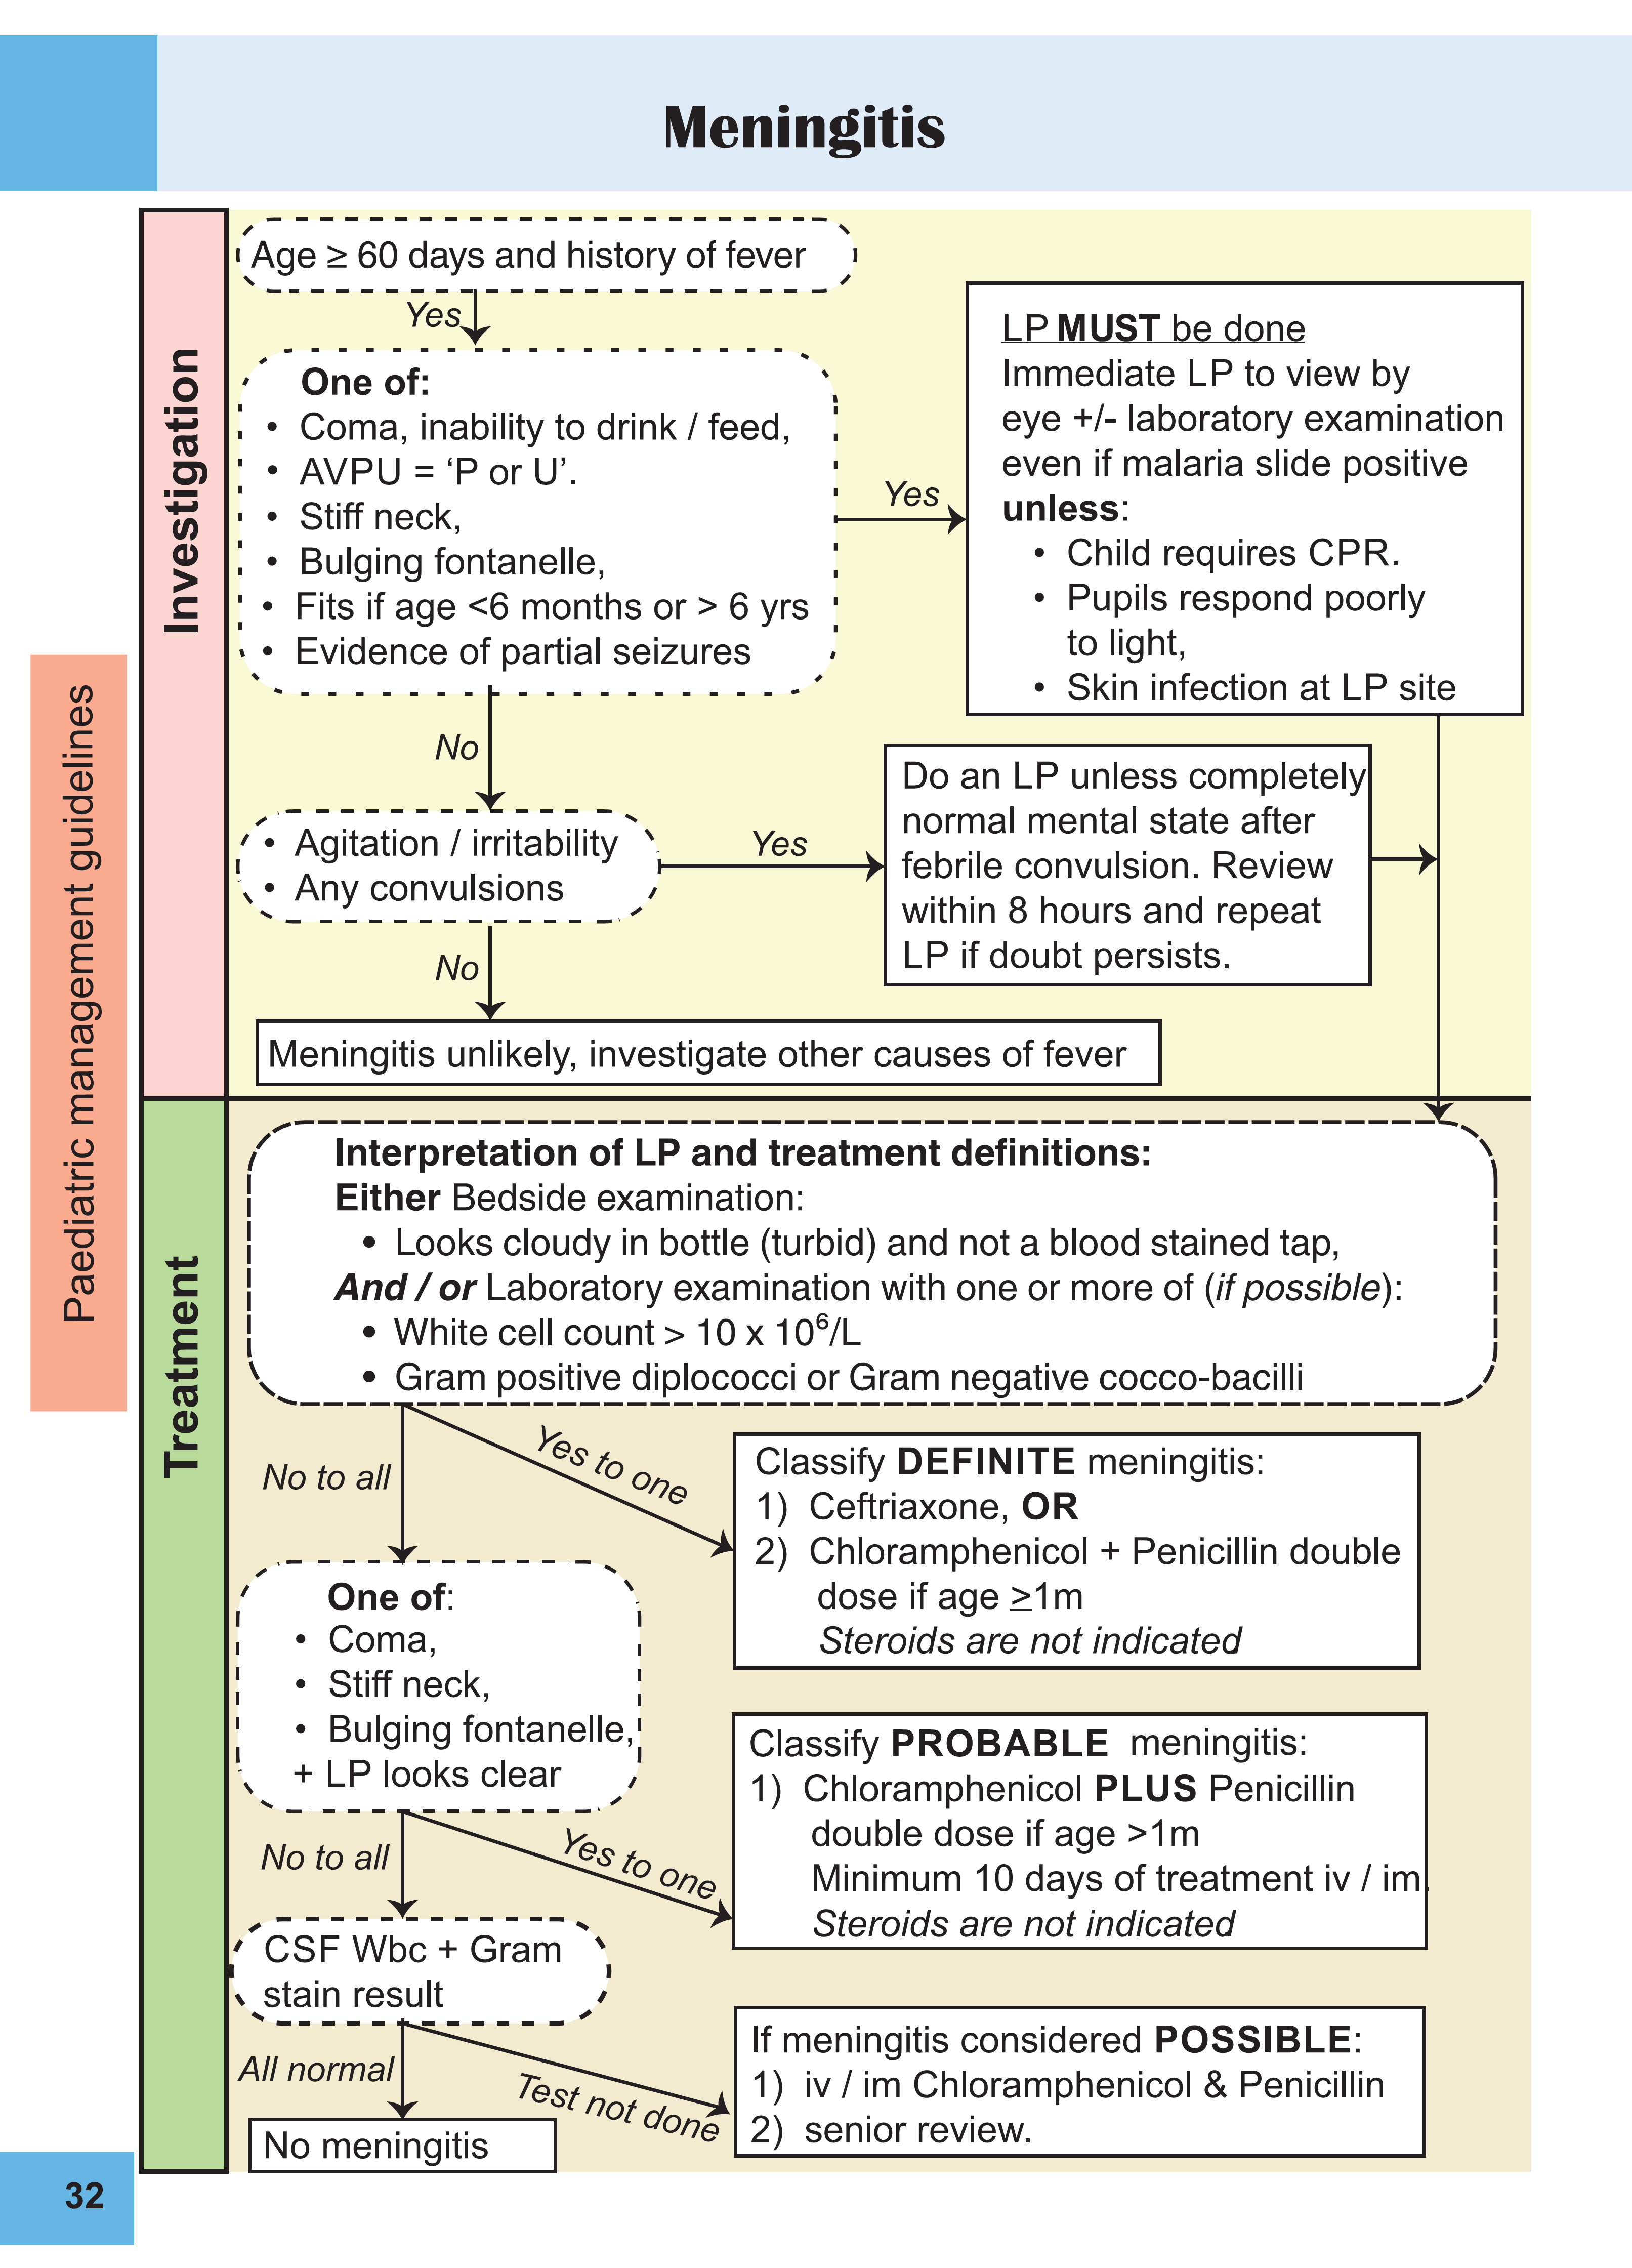 Meningitis
Paediatric management guidelines
Investigation
Age ≥ 60 days and history of fever
Yes
One of:
• Coma, inability to drink / feed,
• AVPU = ‘P or U’.
• Stiff neck,
• Bulging fontanelle,
• Fits if age <6 months or > 6 yrs
• Evidence of partial seizures
Yes
LP MUST be done
Immediate LP to view by
eye +/- laboratory examination
even if malaria slide positive
unless:
• Child requires CPR.
• Pupils respond poorly
to light,
• Skin infection at LP site
No
• Agitation / irritability
• Any convulsions
Yes
Do an LP unless completely
normal mental state after
febrile convulsion. Review
within 8 hours and repeat
LP if doubt persists.
No
Meningitis unlikely, investigate other causes of fever
Treatment
Interpretation of LP and treatment definitions:
Either Bedside examination:
• Looks cloudy in bottle (turbid) and not a blood stained tap,
And / or Laboratory examination with one or more of (if possible):
• White cell count > 10 x 10⁶/L
• Gram positive diplococci or Gram negative cocco-bacilli
No to all
Yes to one
Classify DEFINITE meningitis:
1) Ceftriaxone, OR
2) Chloramphenicol + Penicillin double
dose if age ≥1m
Steroids are not indicated
One of:
• Coma,
• Stiff neck,
• Bulging fontanelle,
+ LP looks clear
No to all
Yes to one
Classify PROBABLE meningitis:
1) Chloramphenicol PLUS Penicillin
double dose if age >1m
Minimum 10 days of treatment iv / im.
Steroids are not indicated
CSF Wbc + Gram
stain result
All normal
Test not done
If meningitis considered POSSIBLE:
1) iv / im Chloramphenicol & Penicillin
2) senior review.
No meningitis
32